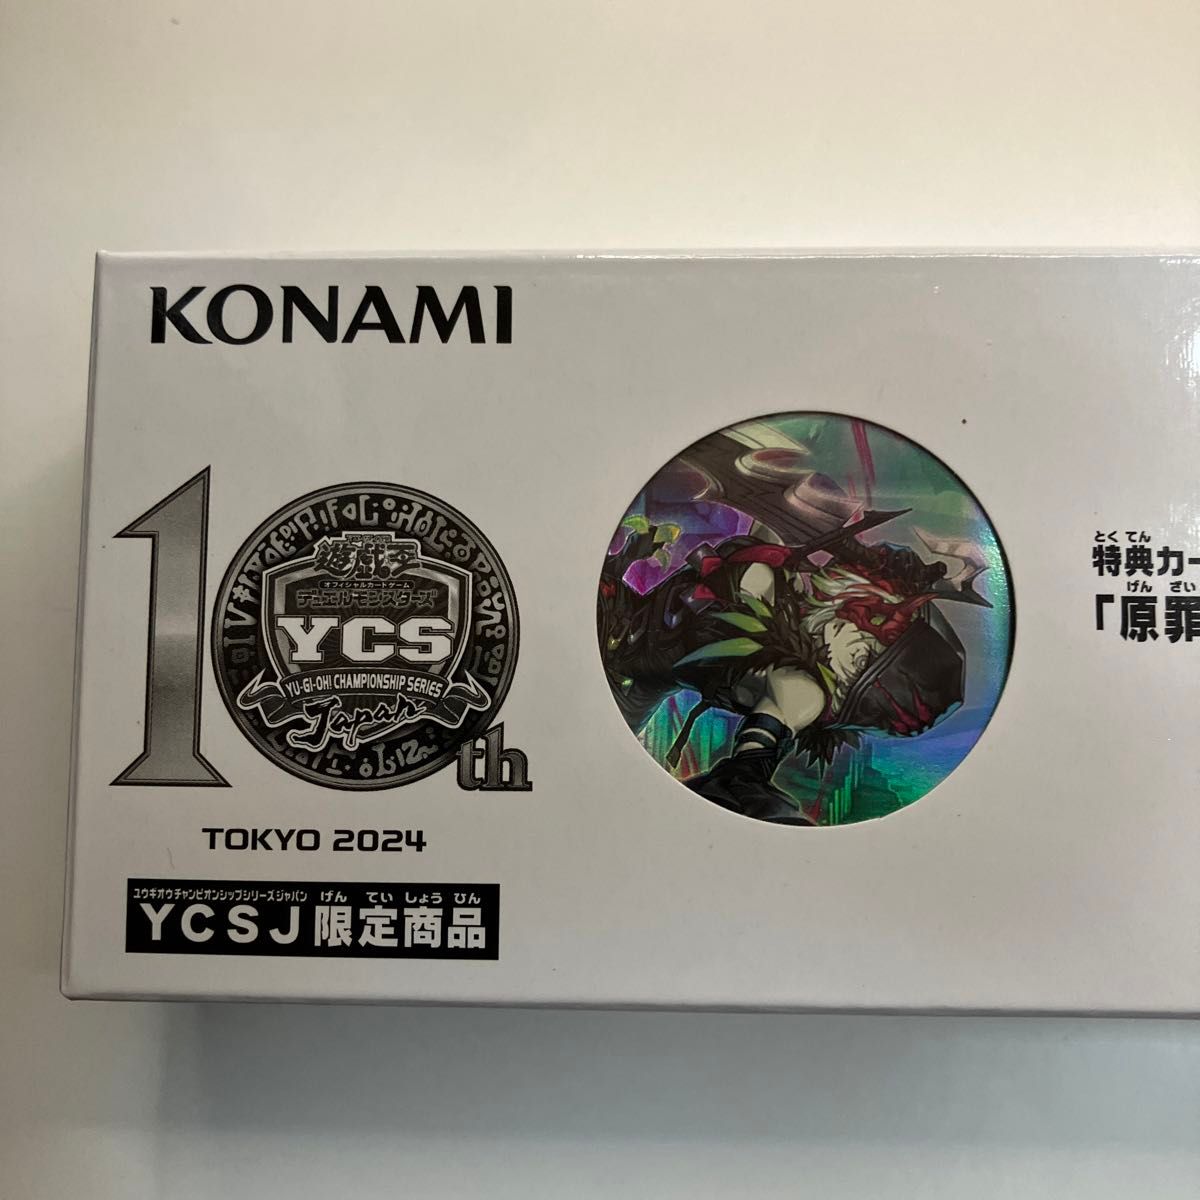 KONAMI
10th
遊戯王
オフィシャルカードゲーム
デュエルモンスターズ
YCS
YU-GI-OH! CHAMPIONSHIP SERIES
Japan
TOKYO 2024
ユウギオウチャンピオンシップシリーズジャパン げん てい しょう ひん
YCSJ限定商品
とく てん
特典カー
げん ざい
「原罪